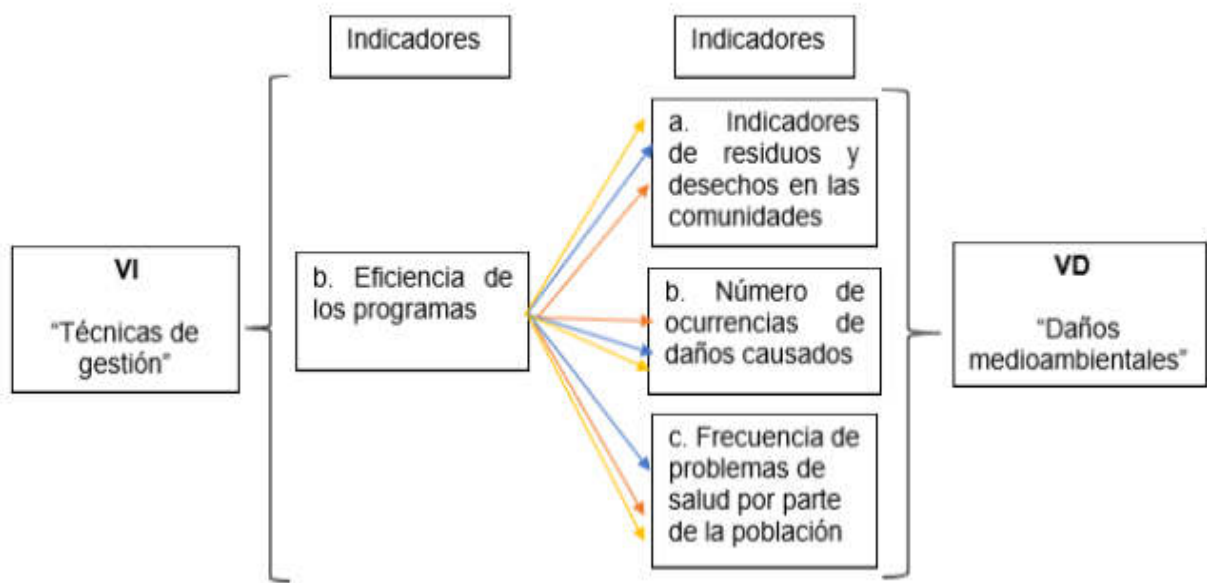 Indicadores
Indicadores
VI
"Técnicas de
gestión"
b. Eficiencia de
los programas
a. Indicadores
de residuos y
desechos en las
comunidades
b. Número de
ocurrencias de
daños causados
c. Frecuencia de
problemas de
salud por parte
de la población
VD
"Daños
medioambientales"